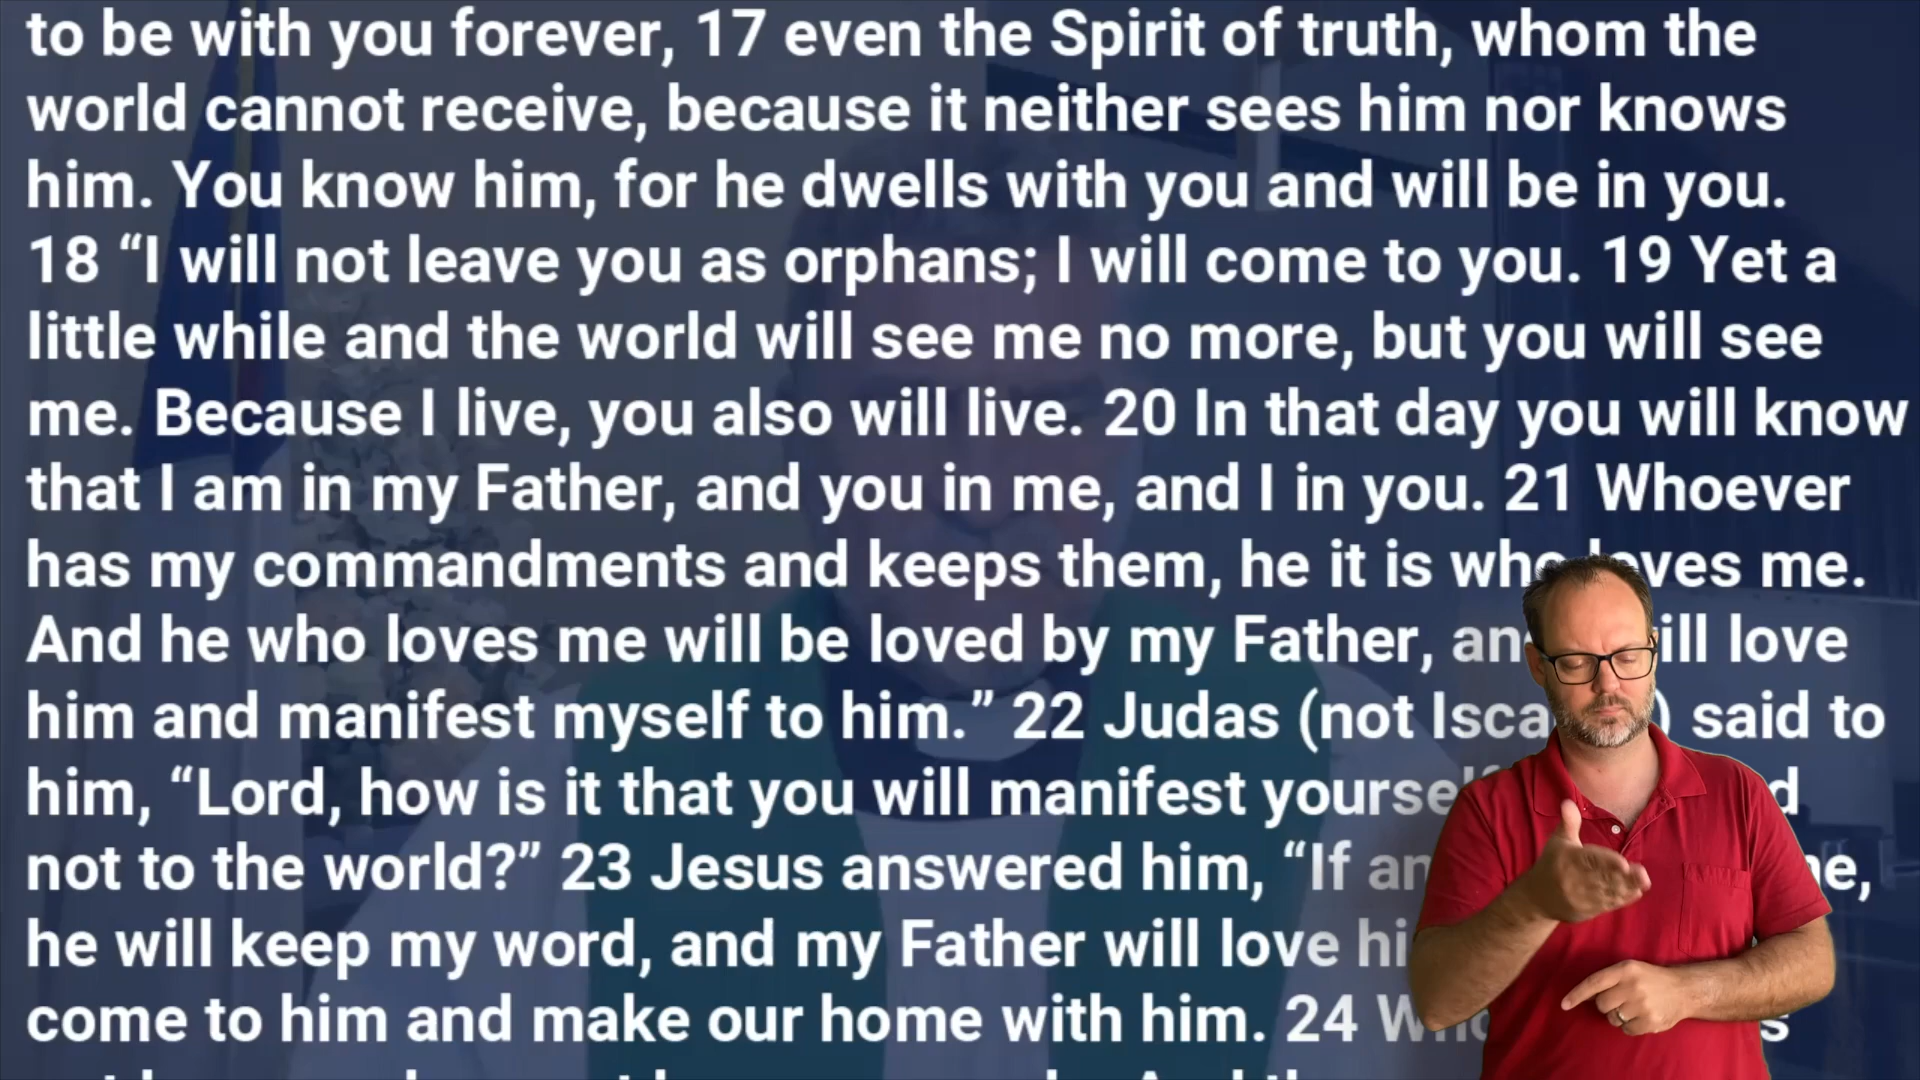 to be with you forever, 17 even the Spirit of truth, whom the
world cannot receive, because it neither sees him nor knows
him. You know him, for he dwells with you and will be in you.
18 “I will not leave you as orphans; I will come to you. 19 Yet a
little while and the world will see me no more, but you will see
me. Because I live, you also will live. 20 In that day you will know
that I am in my Father, and you in me, and I in you. 21 Whoever
has my commandments and keeps them, he it is who loves me.
And he who loves me will be loved by my Father, and will love
him and manifest myself to him.” 22 Judas (not said to
him, “Lord, how is it that you will manifest
not to the world?” 23 Jesus answered him, “If
he will keep my word, and my Father will love
come to him and make our home with him. 24